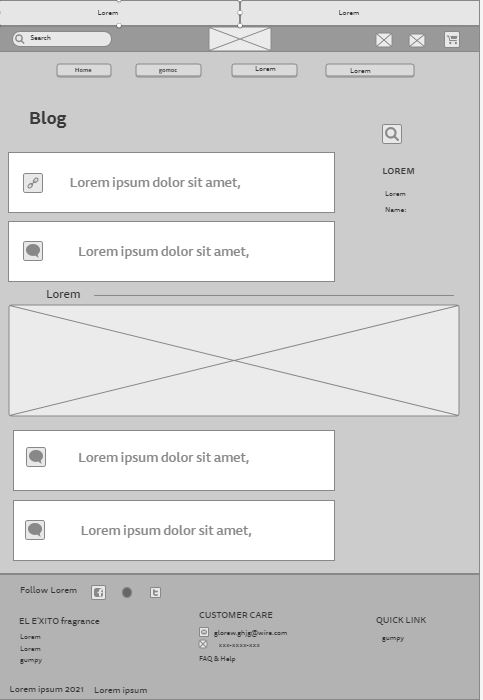 Lorem
Lorem
Search
Home
gomoc
Lorem
Lorem
Blog
LOREM
Lorem
Name:
Lorem ipsum dolor sit amet,
Lorem ipsum dolor sit amet,
Lorem
Lorem ipsum dolor sit amet,
Lorem ipsum dolor sit amet,
Follow Lorem
EL E'XITO fragrance
Lorem
Lorem
gumpy
CUSTOMER CARE
glorew.ghjg@wire.com
xxx-xxxx-xxx
FAQ & Help
QUICK LINK
gumpy
Lorem ipsum 2021
Lorem ipsum